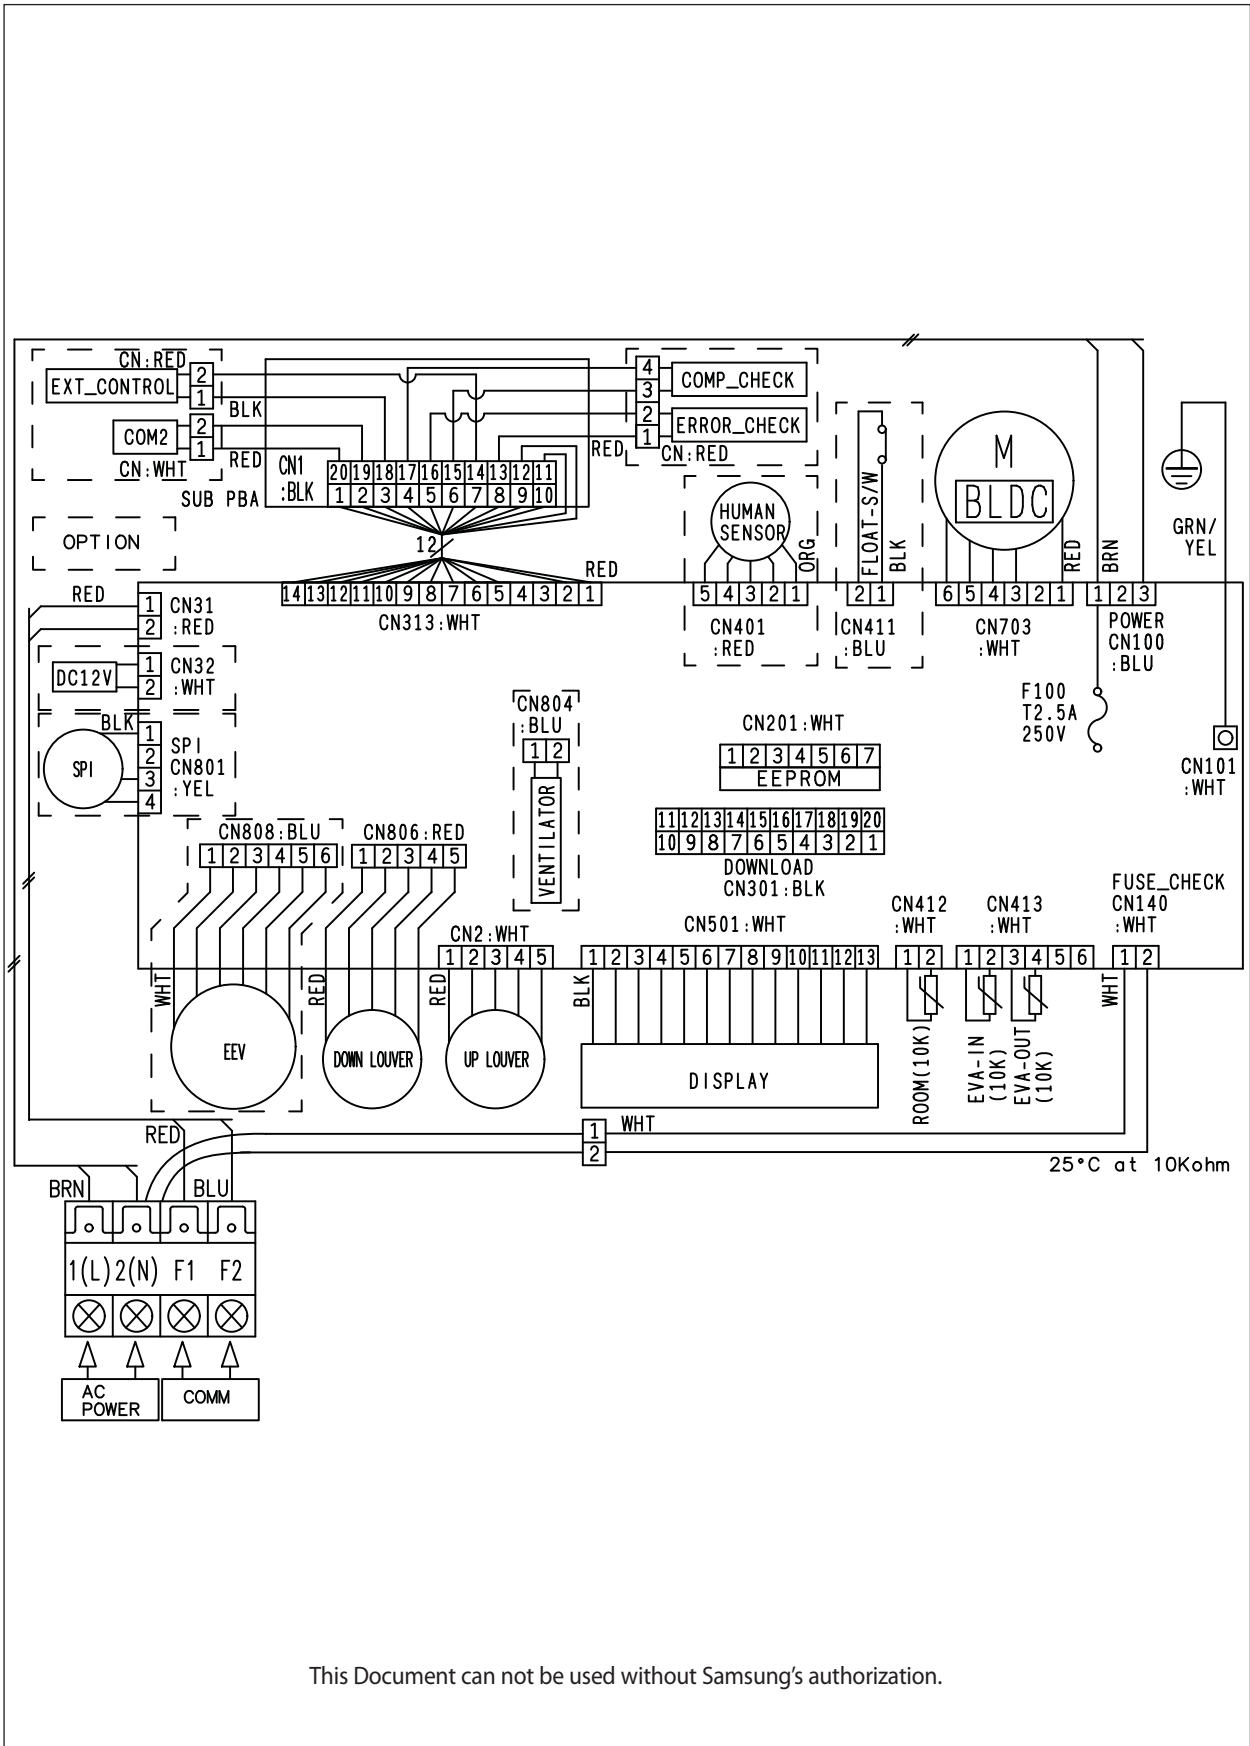 CN:RED
EXT_CONTROL
2
1
BLK
COM2
2
1
CN:WHT
RED
SUB PBA
CN1
:BLK
20 19 18 17 16 15 14 13 12 11
1 2 3 4 5 6 7 8 9 10
4
3
2
1
COMP_CHECK
ERROR_CHECK
RED
CN:RED
OPTION
12
RED
14 13 12 11 10 9 8 7 6 5 4 3 2 1
CN313:WHT
HUMAN
SENSOR
ORG
5 4 3 2 1
CN401
:RED
FLOAT-S/W
BLK
2 1
CN411
:BLU
M
BLDC
RED
6 5 4 3 2 1
CN703
:WHT
BRN
1 2 3
POWER
CN100
:BLU
GRN/
YEL
F100
T2.5A
250V
CN101
:WHT
RED
1
2
CN31
:RED
DC12V
1
2
CN32
:WHT
BLK
SPI
1
2
3
4
SPI
CN801
:YEL
CN804
:BLU
1 2
VENTILATOR
CN201:WHT
1 2 3 4 5 6 7
EEPROM
11 12 13 14 15 16 17 18 19 20
10 9 8 7 6 5 4 3 2 1
DOWNLOAD
CN301:BLK
CN808:BLU
1 2 3 4 5 6
CN806:RED
1 2 3 4 5
CN2:WHT
1 2 3 4 5
CN501:WHT
1 2 3 4 5 6 7 8 9 10 11 12 13
CN412
:WHT
1 2
CN413
:WHT
1 2 3 4 5 6
FUSE_CHECK
CN140
:WHT
1 2
WHT
EEV
RED
DOWN LOUVER
RED
UP LOUVER
BLK
DISPLAY
ROOM(10K)
EVA-IN
(10K)
EVA-OUT
(10K)
WHT
RED
WHT
1
2
25°C at 10Kohm
BRN
BLU
1(L) 2(N) F1 F2
AC
POWER
COMM
This Document can not be used without Samsung's authorization.